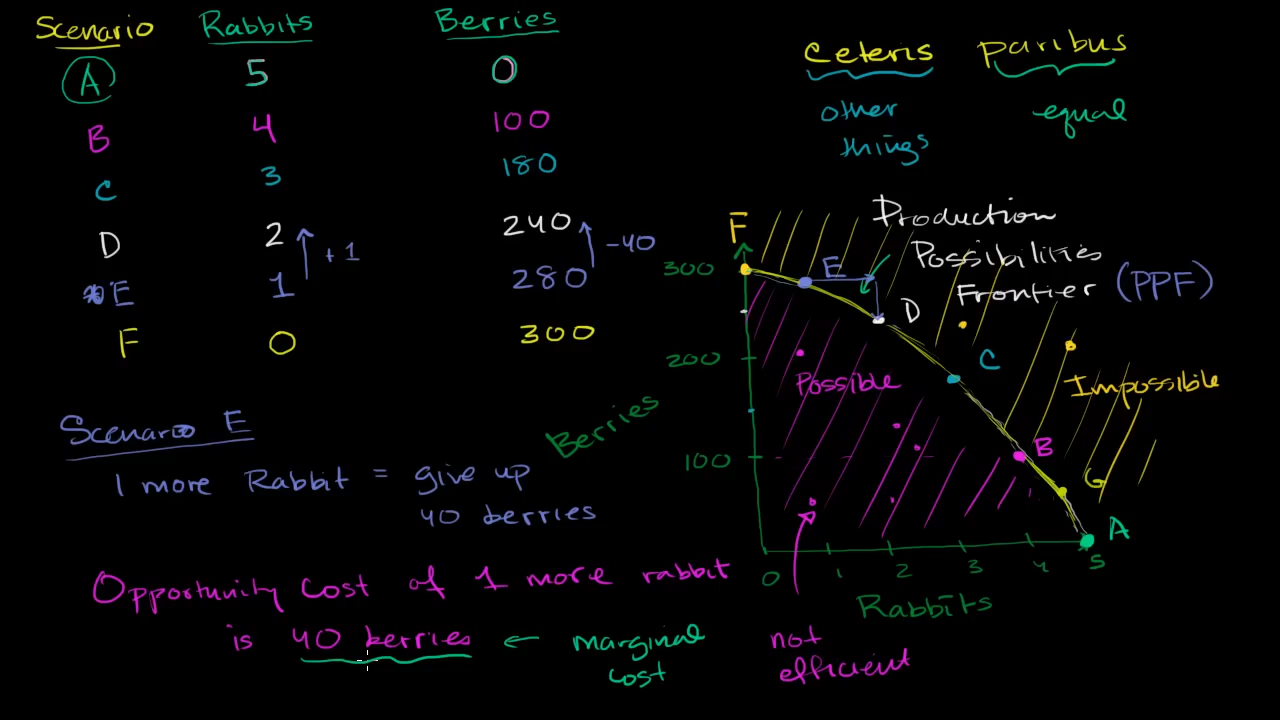 Scenario Rabbits Berries
A 5 0
B 4 100
C 3 180
D 2 240
E 1 280
F 0 300
+1
-40
Ceteris paribus
other equal
things
Scenario E
1 more Rabbit = give up
40 berries
Opportunity Cost of 1 more rabbit
is 40 berries ← marginal
cost
Production
Possibilities
Frontier (PPF)
F
E
D
C
B
G
A
300
200
100
Berries
Possible
Impossible
0 1 2 3 4 5
Rabbits
not
efficient